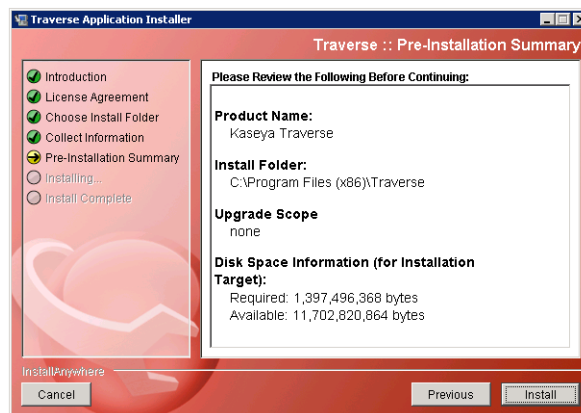 Traverse Application Installer
Traverse :: Pre-Installation Summary
Introduction
License Agreement
Choose Install Folder
Collect Information
Pre-Installation Summary
Installing...
Install Complete
Please Review the Following Before Continuing:
Product Name:
Kaseya Traverse
Install Folder:
C:\Program Files (x86)\Traverse
Upgrade Scope
none
Disk Space Information (for Installation
Target):
Required: 1,397,496,368 bytes
Available: 11,702,820,864 bytes
InstallAnywhere
Cancel
Previous
Install